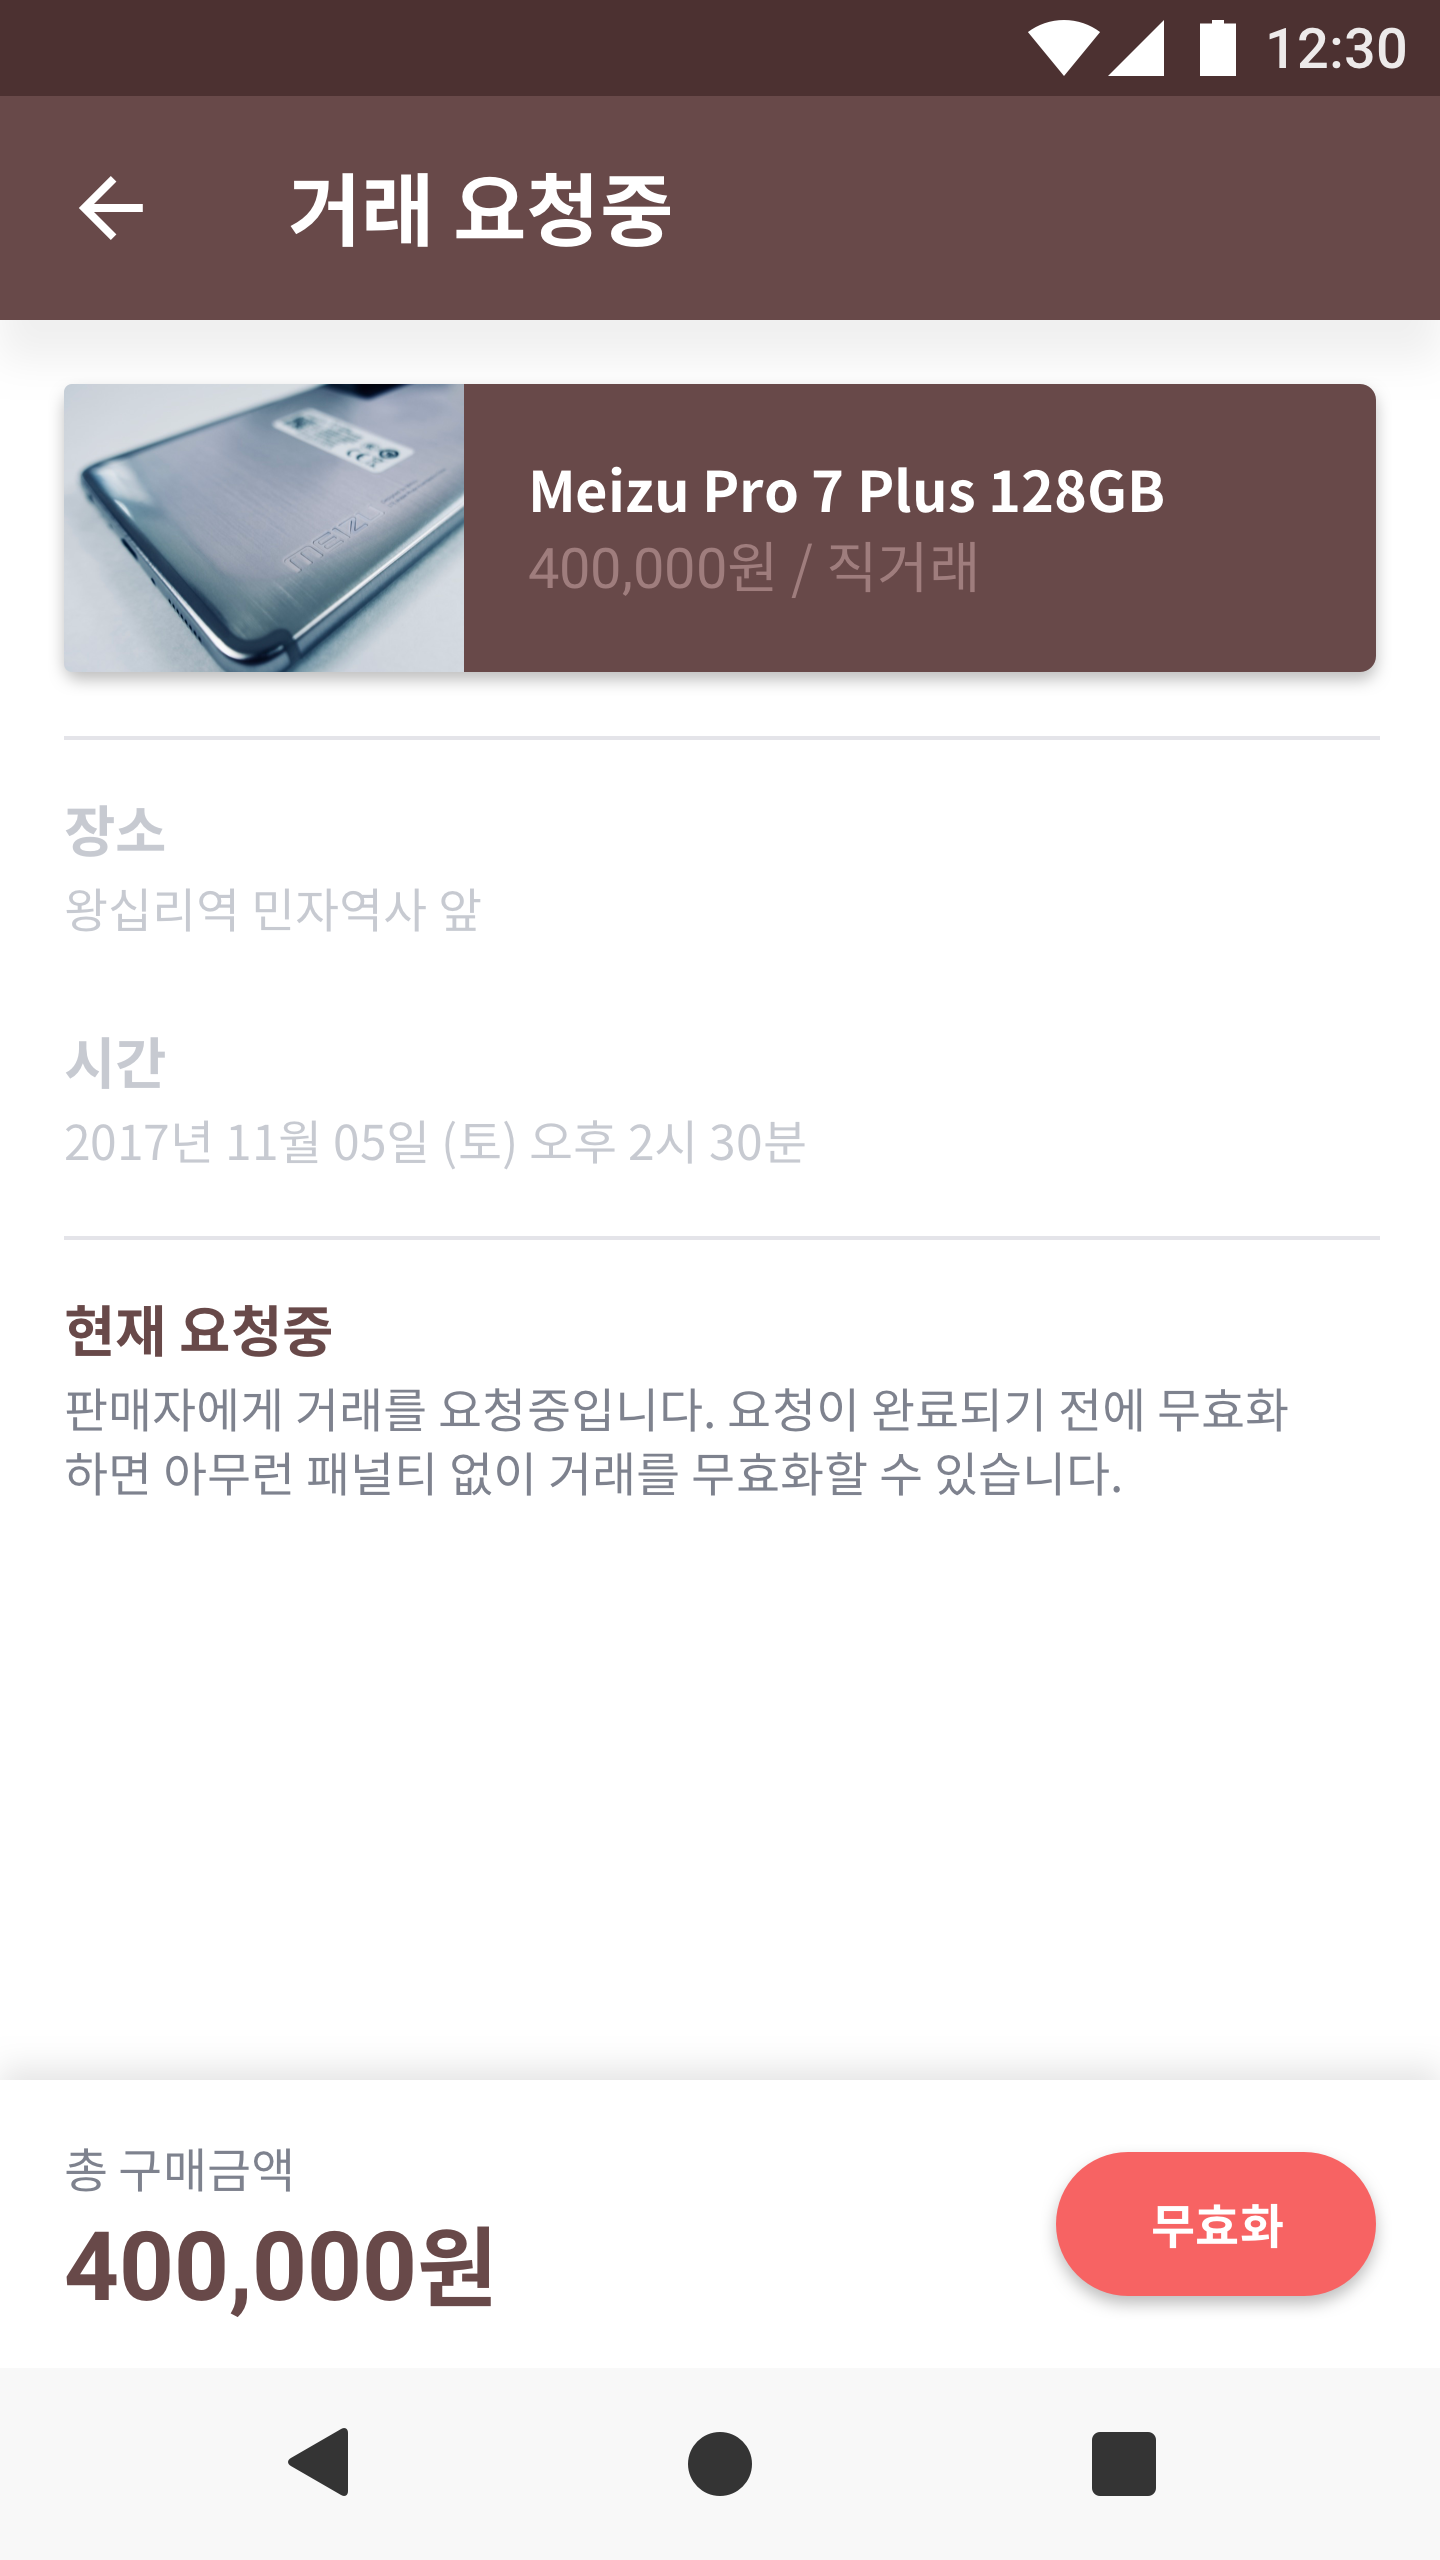 12:30
거래 요청중
MEIZU
Meizu Pro 7 Plus 128GB
400,000원 / 직거래
장소
왕십리역 민자역사 앞
시간
2017년 11월 05일 (토) 오후 2시 30분
현재 요청중
판매자에게 거래를 요청중입니다. 요청이 완료되기 전에 무효화
하면 아무런 패널티 없이 거래를 무효화할 수 있습니다.
총 구매금액
400,000원
무효화